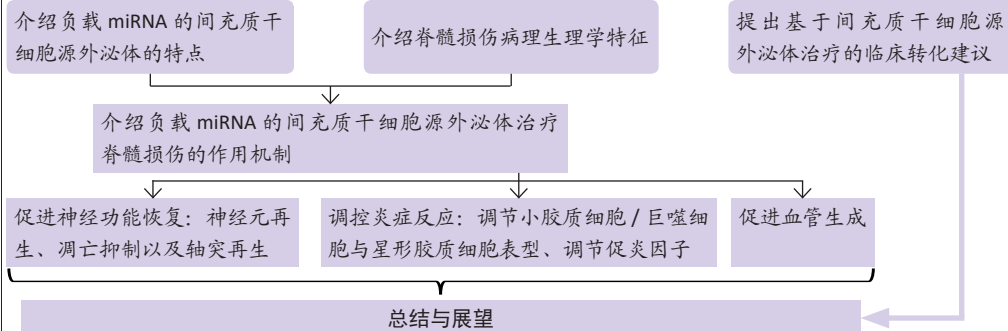 介绍负载 miRNA 的间充质干
细胞源外泌体的特点
介绍脊髓损伤病理生理学特征
提出基于间充质干细胞源
外泌体治疗的临床转化建议
介绍负载 miRNA 的间充质干细胞源外泌体治疗
脊髓损伤的作用机制
促进神经功能恢复：神经元再
生、凋亡抑制以及轴突再生
调控炎症反应：调节小胶质细胞 / 巨噬细
胞与星形胶质细胞表型、调节促炎因子
促进血管生成
总结与展望